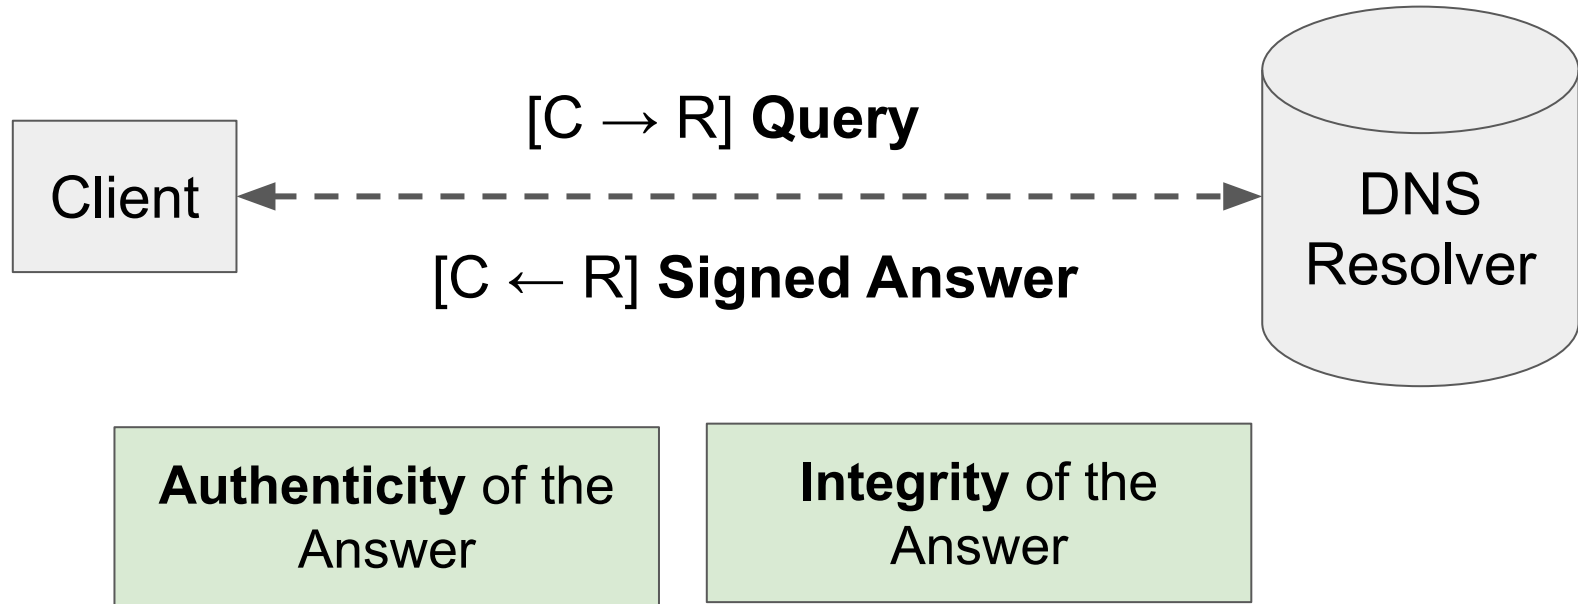 [C → R] Query
Client
DNS
Resolver
[C ← R] Signed Answer
Authenticity of the
Answer
Integrity of the
Answer